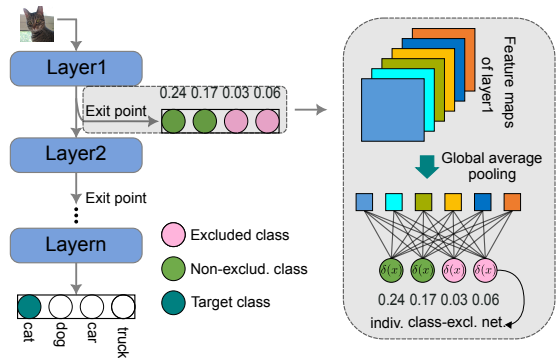 Layer1
0.24 0.17 0.03 0.06
Exit point
Layer2
Exit point
Layern
cat
dog
car
truck
Excluded class
Non-exclud. class
Target class
Feature maps
of layer1
Global average
pooling
δ(x) δ(x) δ(x) δ(x)
0.24 0.17 0.03 0.06
indiv. class-excl. net.